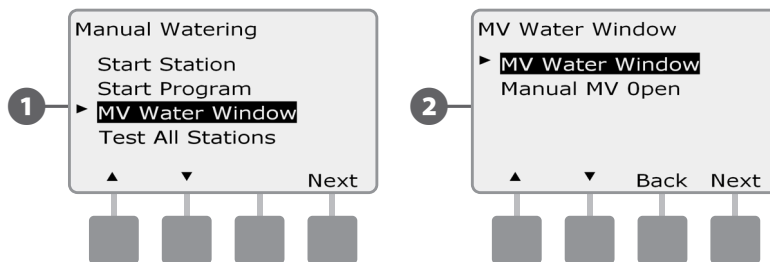 1
Manual Watering
Start Station
Start Program
► MV Water Window
Test All Stations
▲ ▼ Next
2
MV Water Window
► MV Water Window
Manual MV 0pen
▲ ▼ Back Next